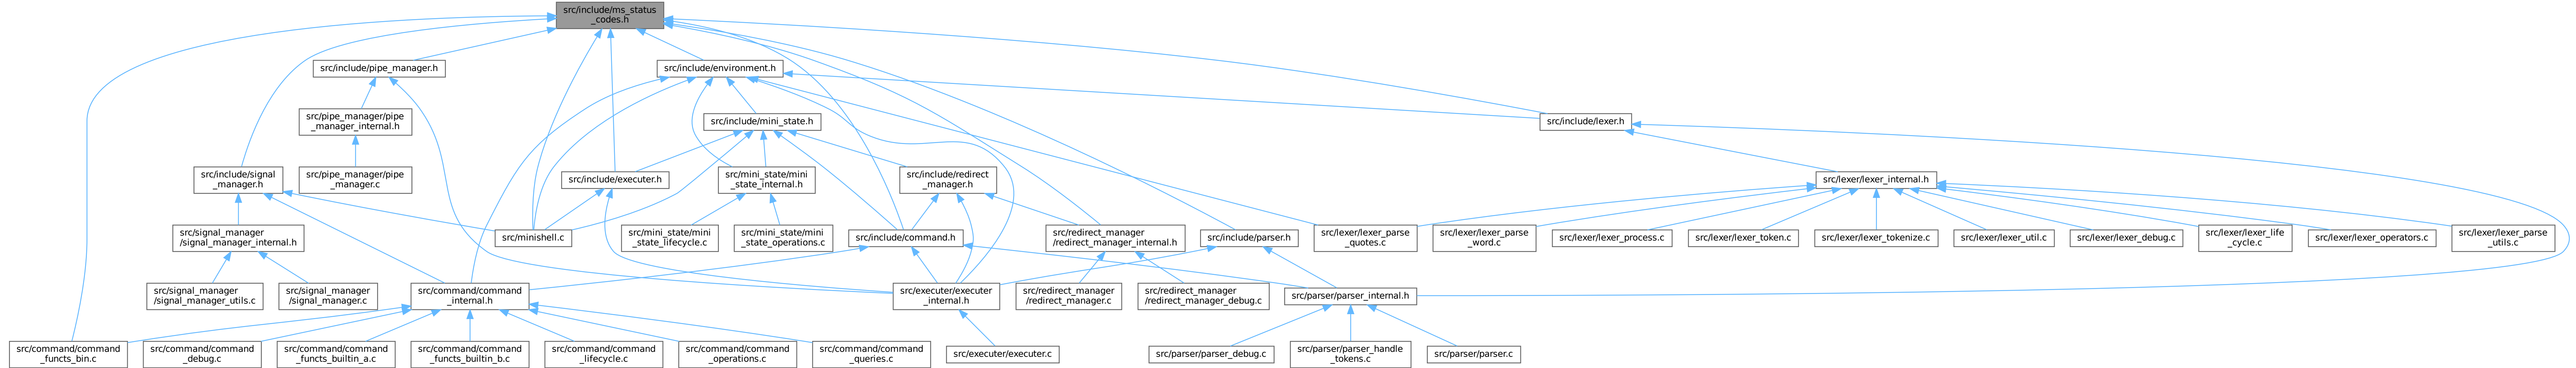 src/include/ms_status
_codes.h
src/include/pipe_manager.h
src/include/environment.h
src/pipe_manager/pipe
_manager_internal.h
src/include/mini_state.h
src/include/lexer.h
src/include/signal
_manager.h
src/pipe_manager/pipe
_manager.c
src/include/executer.h
src/mini_state/mini
_state_internal.h
src/include/redirect
_manager.h
src/lexer/lexer_internal.h
src/signal_manager
/signal_manager_internal.h
src/minishell.c
src/mini_state/mini
_state_lifecycle.c
src/mini_state/mini
_state_operations.c
src/include/command.h
src/redirect_manager
/redirect_manager_internal.h
src/include/parser.h
src/lexer/lexer_parse
_quotes.c
src/lexer/lexer_parse
_word.c
src/lexer/lexer_process.c
src/lexer/lexer_token.c
src/lexer/lexer_tokenize.c
src/lexer/lexer_util.c
src/lexer/lexer_debug.c
src/lexer/lexer_life
_cycle.c
src/lexer/lexer_operators.c
src/lexer/lexer_parse
_utils.c
src/signal_manager
/signal_manager_utils.c
src/signal_manager
/signal_manager.c
src/command/command
_internal.h
src/executer/executer
_internal.h
src/redirect_manager
/redirect_manager.c
src/redirect_manager
/redirect_manager_debug.c
src/parser/parser_internal.h
src/command/command
_functs_bin.c
src/command/command
_debug.c
src/command/command
_functs_builtin_a.c
src/command/command
_functs_builtin_b.c
src/command/command
_lifecycle.c
src/command/command
_operations.c
src/command/command
_queries.c
src/executer/executer.c
src/parser/parser_debug.c
src/parser/parser_handle
_tokens.c
src/parser/parser.c